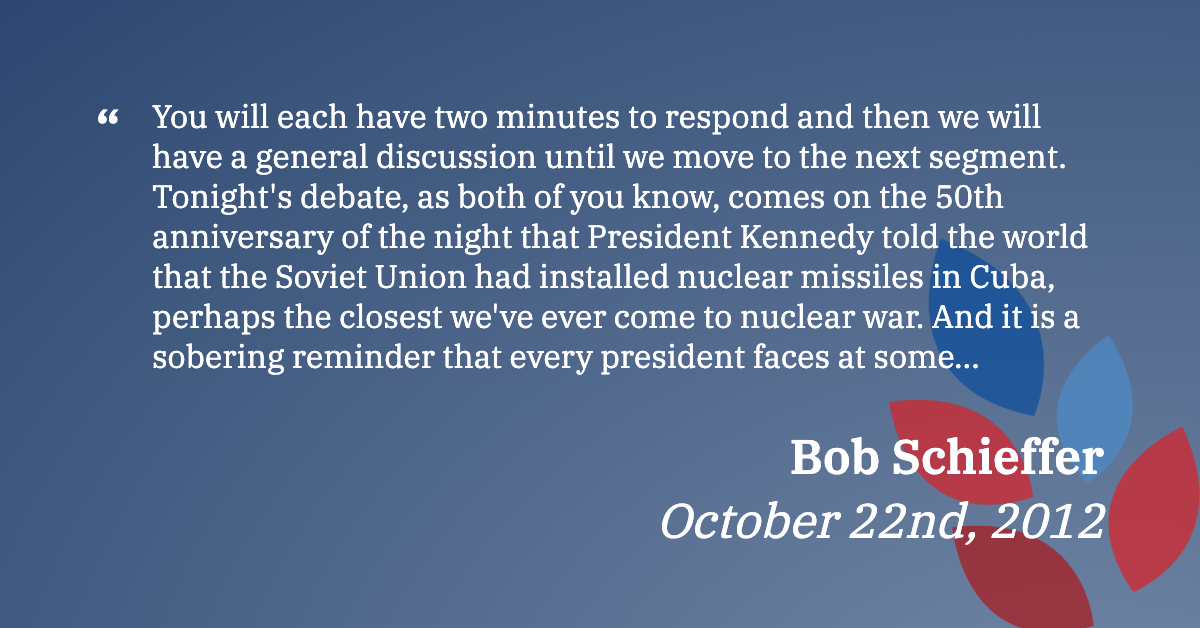 “ You will each have two minutes to respond and then we will
have a general discussion until we move to the next segment.
Tonight's debate, as both of you know, comes on the 50th
anniversary of the night that President Kennedy told the world
that the Soviet Union had installed nuclear missiles in Cuba,
perhaps the closest we've ever come to nuclear war. And it is a
sobering reminder that every president faces at some...
Bob Schieffer
October 22nd, 2012